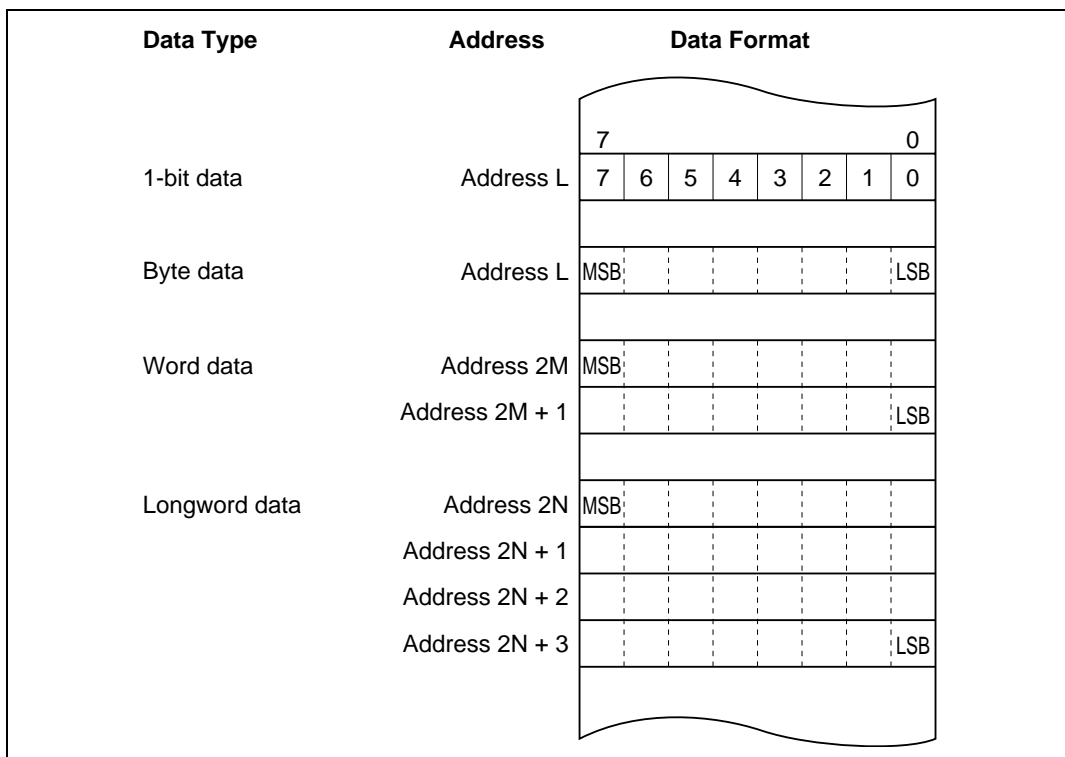 Data Type Address Data Format
7 0
1-bit data Address L 7 6 5 4 3 2 1 0
Byte data Address L MSB LSB
Word data Address 2M MSB
Address 2M + 1 LSB
Longword data Address 2N MSB
Address 2N + 1
Address 2N + 2
Address 2N + 3 LSB